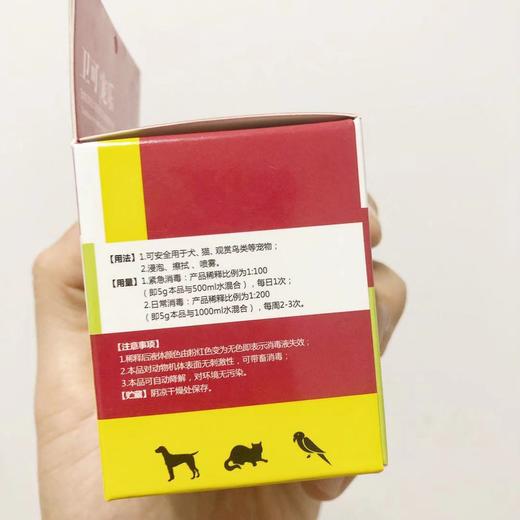 卫可
【用法】1.可安全用于犬、猫、观赏鸟类等宠物；
2.浸泡、擦拭、喷雾。
【用量】1.紧急消毒：产品稀释比例为1:100
（即5g本品与500ml水混合），每日1次；
2.日常消毒：产品稀释比例为1:200
（即5g本品与1000ml水混合），每周2-3次。
【注意事项】
1.稀释后液体颜色由粉红色变为无色即表示消毒液失效；
2.本品对动物机体表面无刺激性，可带畜消毒；
3.本品可自动降解，对环境无污染。
【贮藏】阴凉干燥处保存。